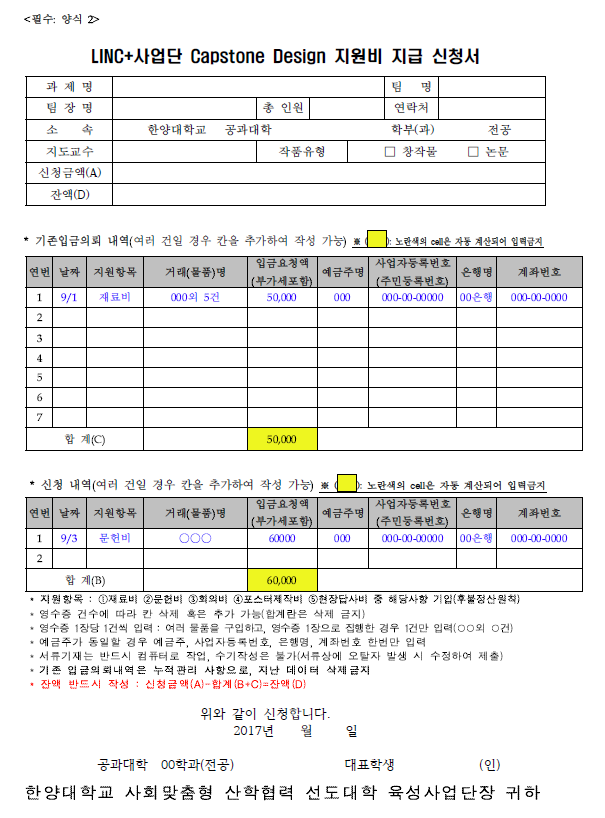 <필수: 양식 2>
LINC+사업단 Capstone Design 지원비 지급 신청서
과 제 명 팀 명
팀 장 명 총 인원 연락처
소 속 한양대학교 공과대학 학부(과) 전공
지도교수 작품유형 □ 창작물 □ 논문
신청금액(A)
잔액(D)
* 기존입금의뢰 내역(여러 건일 경우 칸을 추가하여 작성 가능) ※ ( ): 노란색의 cell은 자동 계산되어 입력금지
연번 날짜 지원항목 거래(물품)명 입금요청액 (부가세포함) 예금주명 사업자등록번호 (주민등록번호) 은행명 계좌번호
1 9/1 재료비 000외 5건 50,000 000 000-00-00000 00은행 000-00-0000
2
3
4
5
6
7
합 계(C) 50,000
* 신청 내역(여러 건일 경우 칸을 추가하여 작성 가능) ※ ( ): 노란색의 cell은 자동 계산되어 입력금지
연번 날짜 지원항목 거래(물품)명 입금요청액 (부가세포함) 예금주명 사업자등록번호 (주민등록번호) 은행명 계좌번호
1 9/3 문헌비 ○○○ 60000 000 000-00-00000 00은행 000-00-0000
2
합 계(B) 60,000
* 지원항목 : ①재료비 ②문헌비 ③회의비 ④포스터제작비 ⑤현장답사비 중 해당사항 기입(후불정산원칙)
* 영수증 건수에 따라 칸 삭제 혹은 추가 가능(합계란은 삭제 금지)
* 영수증 1장당 1건씩 입력 : 여러 물품을 구입하고, 영수증 1장으로 집행한 경우 1건만 입력(○○외 ○건)
* 예금주가 동일할 경우 예금주, 사업자등록번호, 은행명, 계좌번호 한번만 입력
* 서류기재는 반드시 컴퓨터로 작업, 수기작성은 불가(서류상에 오탈자 발생 시 수정하여 제출)
* 기존 입금의뢰내역은 누적관리 사항으로, 지난 데이터 삭제금지
* 잔액 반드시 작성 : 신청금액(A)-합계(B+C)=잔액(D)
위와 같이 신청합니다.
2017년 월 일
공과대학 00학과(전공) 대표학생 (인)
한양대학교 사회맞춤형 산학협력 선도대학 육성사업단장 귀하